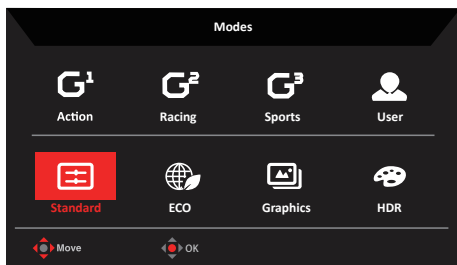 Modes
G¹ G² G³
Action Racing Sports User
Standard ECO Graphics HDR
Move OK